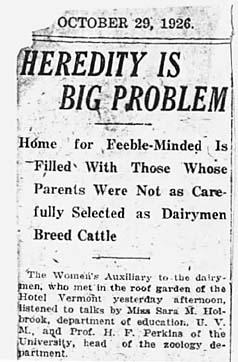 OCTOBER 29, 1926.
HEREDITY IS
BIG PROBLEM
Home for Feeble-Minded Is
Filled With Those Whose
Parents Were Not as Care-
fully Selected as Dairymen
Breed Cattle
The Women's Auxiliary to the dairy-
men, who met in the roof garden of the
Hotel Vermont yesterday afternoon,
listened to talks by Miss Sara M. Hol-
brook, department of education, U. V.
M., and Prof. H. F. Perkins of the
University, head of the zoology de-
partment.